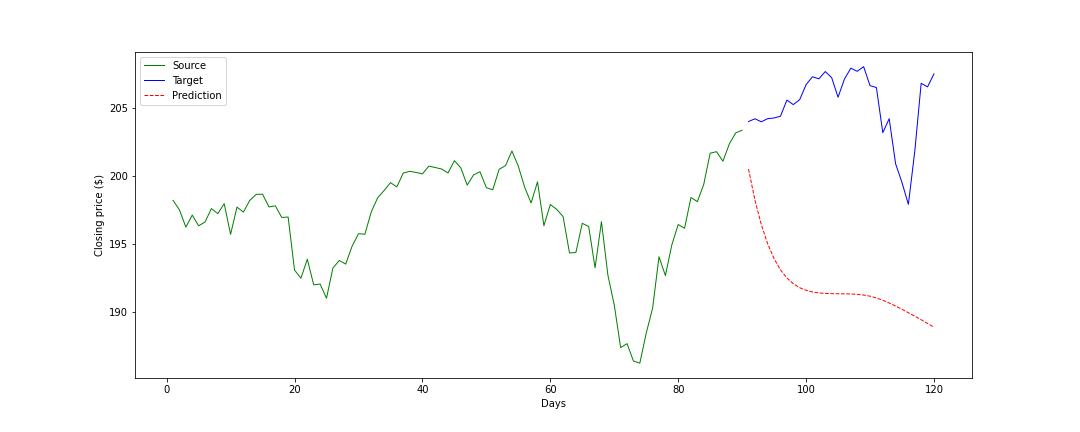 Source
Target
Prediction
205
200
195
190
Closing price ($)
0 20 40 60 80 100 120
Days